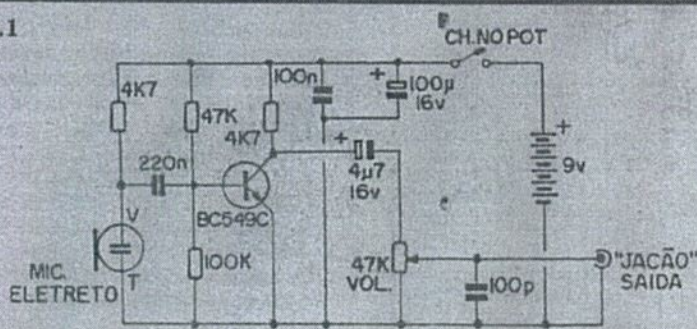 .1
CH.NO POT
4K7
47K
4K7
100n
+
100µ
16v
+
9v
220n
+
4µ7
16v
BC549C
V
T
MIC.
ELETRETO
100K
47K
VOL.
100p
"JACÃO"
SAIDA